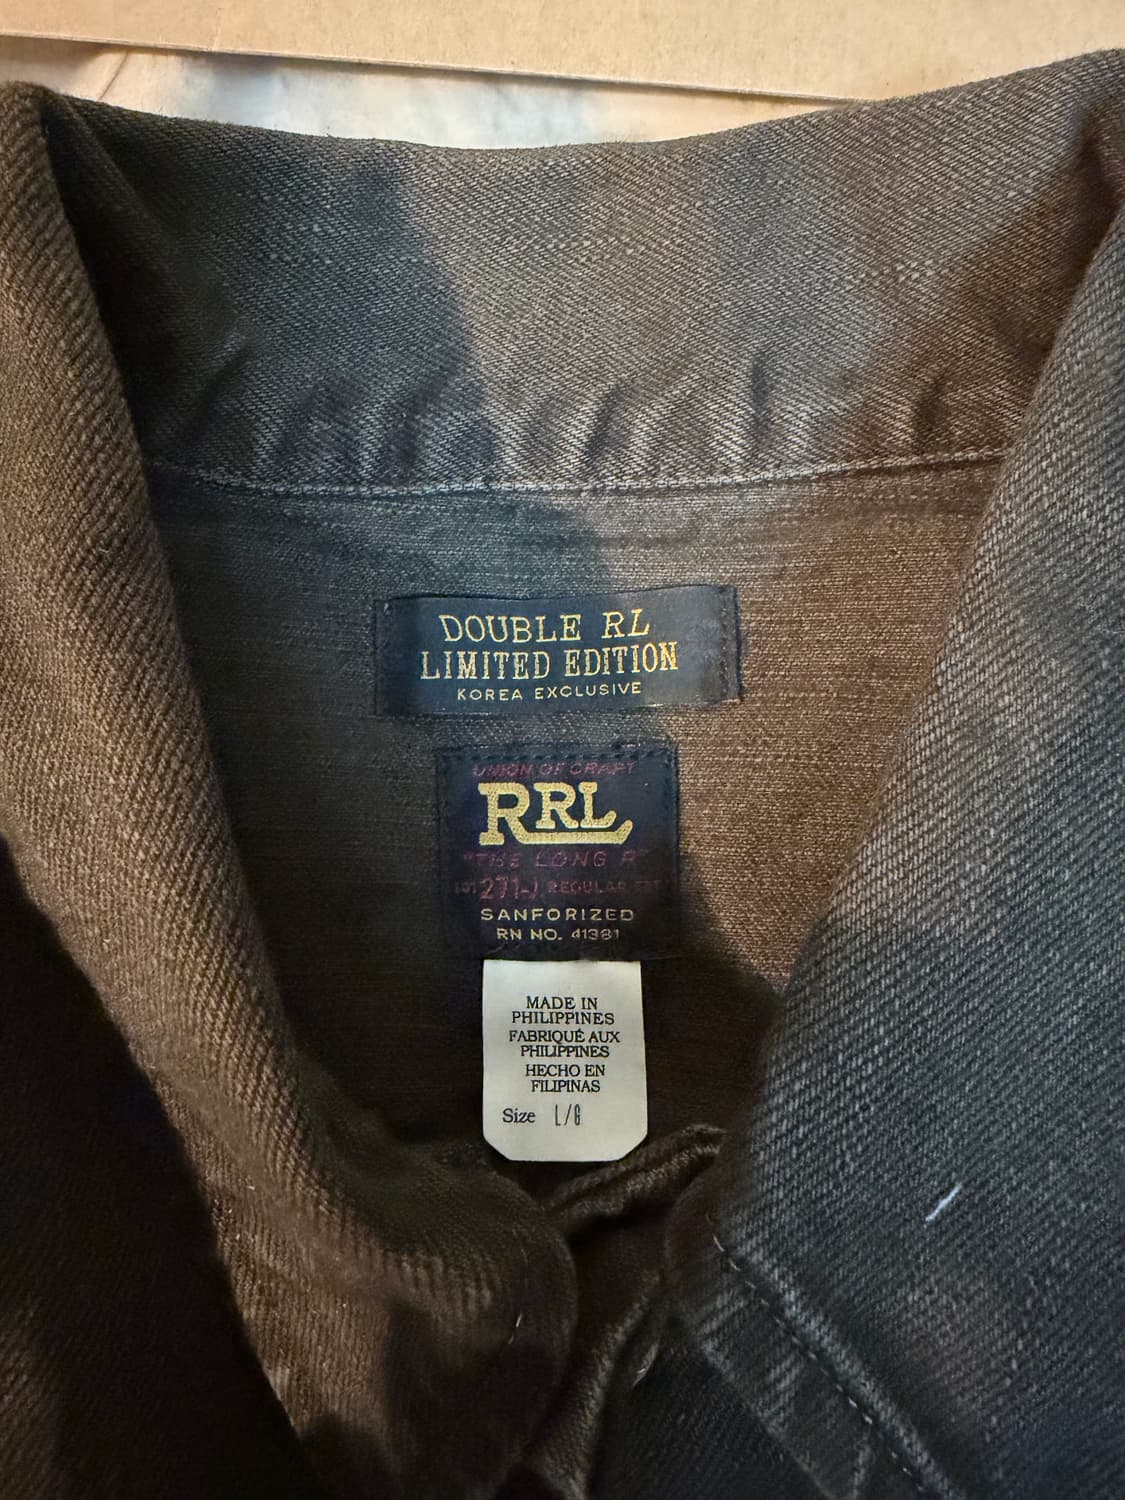 DOUBLE RL
LIMITED EDITION
KOREA EXCLUSIVE
UNION OF CRAFT
RRL
"THE LONG R"
271-J REGULAR
SANFORIZED
RN NO. 41381
MADE IN
PHILIPPINES
FABRIQUÉ AUX
PHILIPPINES
HECHO EN
FILIPINAS
Size L/G